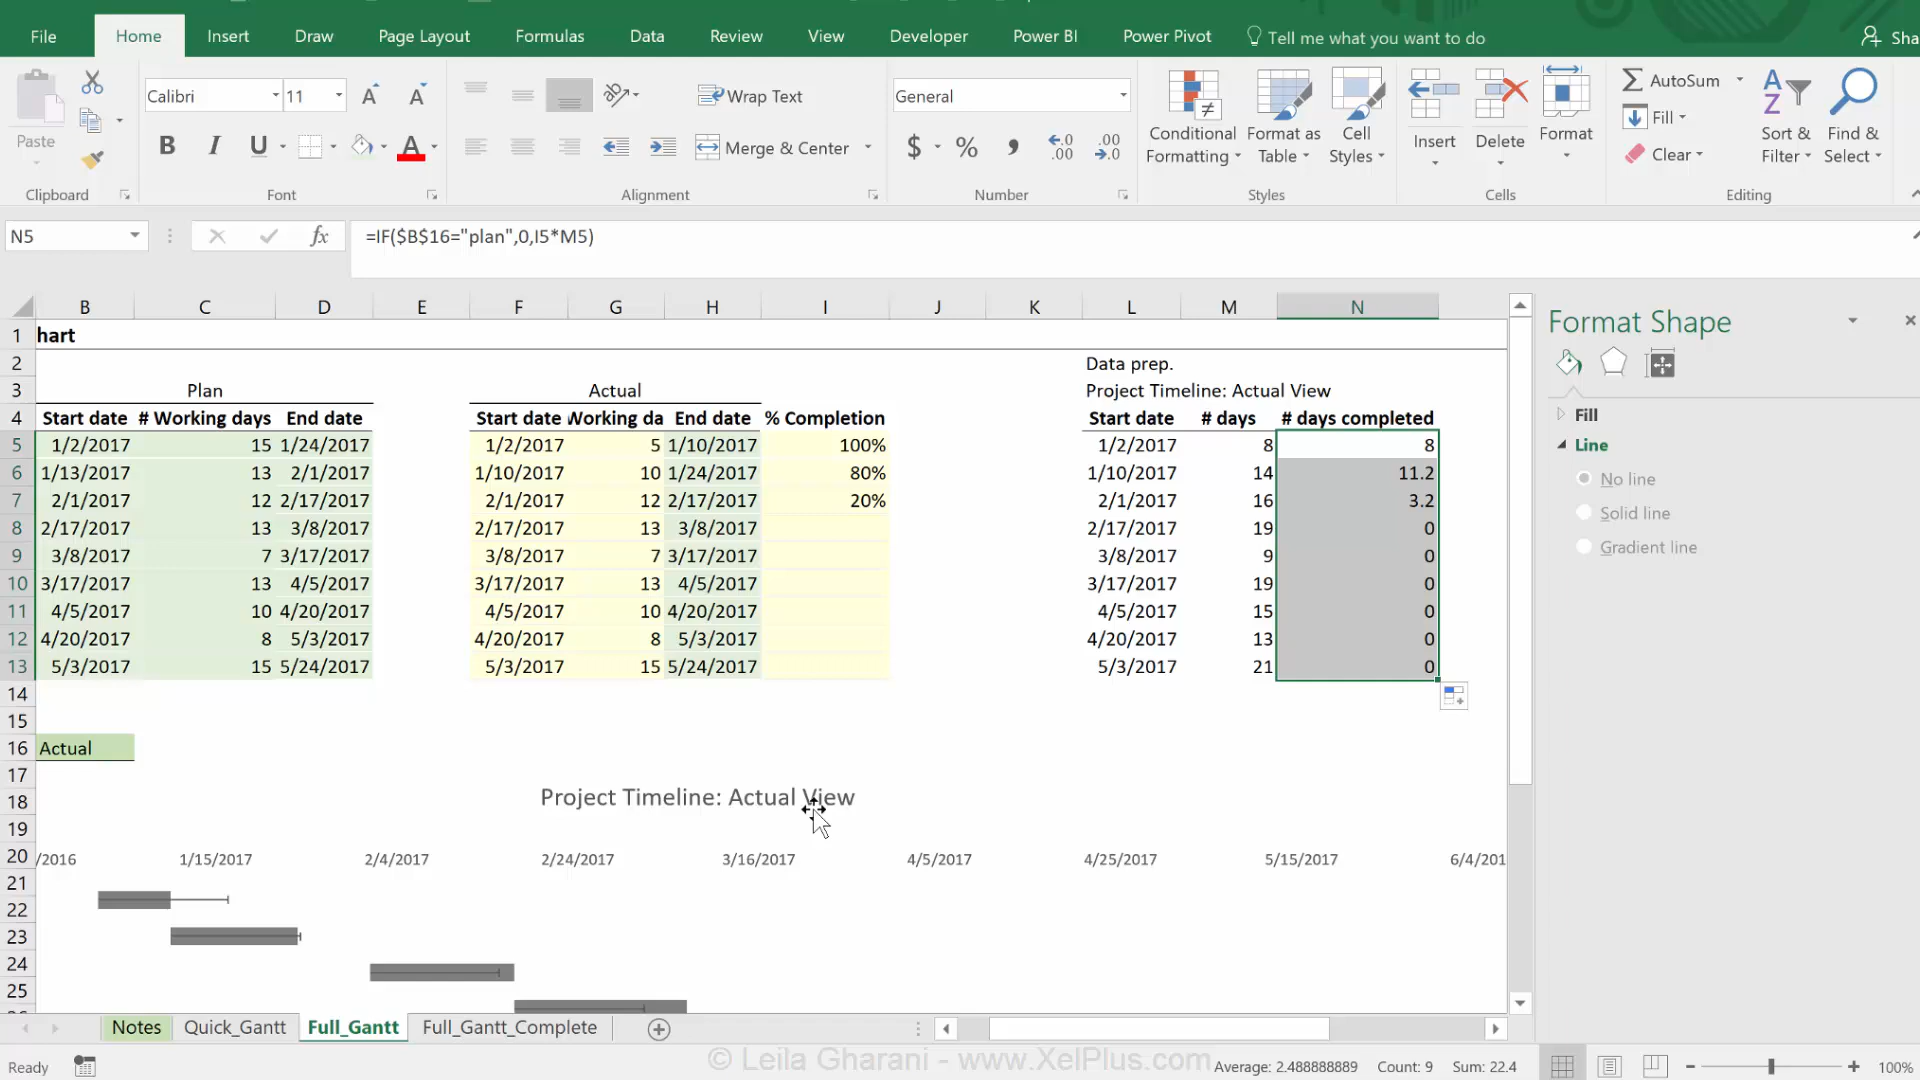 File Home Insert Draw Page Layout Formulas Data Review View Developer Power BI Power Pivot Tell me what you want to do Sha
Paste Calibri 11 Wrap Text General Conditional Formatting Format as Table Cell Styles Insert Delete Format AutoSum Fill Clear Sort & Filter Find & Select
B I U A Merge & Center $ % , .0 .00 .00 .0
Clipboard Font Alignment Number Styles Cells Editing
N5 fx =IF($B$16="plan",0,I5*M5)
B C D E F G H I J K L M N
1 hart
2 Data prep.
3 Plan Actual Project Timeline: Actual View
4 Start date # Working days End date Start date Working da End date % Completion Start date # days # days completed
5 1/2/2017 15 1/24/2017 1/2/2017 5 1/10/2017 100% 1/2/2017 8 8
6 1/13/2017 13 2/1/2017 1/10/2017 10 1/24/2017 80% 1/10/2017 14 11.2
7 2/1/2017 12 2/17/2017 2/1/2017 12 2/17/2017 20% 2/1/2017 16 3.2
8 2/17/2017 13 3/8/2017 2/17/2017 13 3/8/2017 2/17/2017 19 0
9 3/8/2017 7 3/17/2017 3/8/2017 7 3/17/2017 3/8/2017 9 0
10 3/17/2017 13 4/5/2017 3/17/2017 13 4/5/2017 3/17/2017 19 0
11 4/5/2017 10 4/20/2017 4/5/2017 10 4/20/2017 4/5/2017 15 0
12 4/20/2017 8 5/3/2017 4/20/2017 8 5/3/2017 4/20/2017 13 0
13 5/3/2017 15 5/24/2017 5/3/2017 15 5/24/2017 5/3/2017 21 0
14
15
16 Actual
17
18 Project Timeline: Actual View
19
20 /2016 1/15/2017 2/4/2017 2/24/2017 3/16/2017 4/5/2017 4/25/2017 5/15/2017 6/4/201
21
22
23
24
25
Format Shape
Fill
Line
No line
Solid line
Gradient line
Notes Quick_Gantt Full_Gantt Full_Gantt_Complete
© Leila Gharani - www.XelPlus.com
Ready Average: 2.488888889 Count: 9 Sum: 22.4 100%